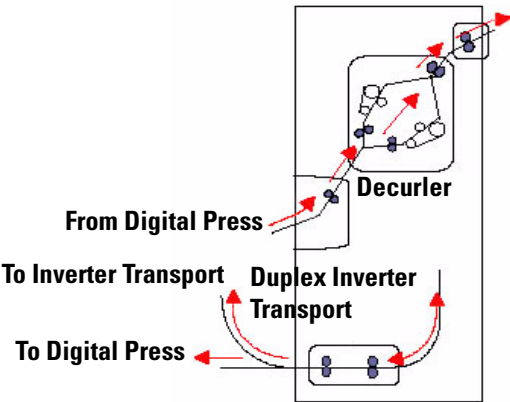 Decurler
From Digital Press
To Inverter Transport
Duplex Inverter
Transport
To Digital Press